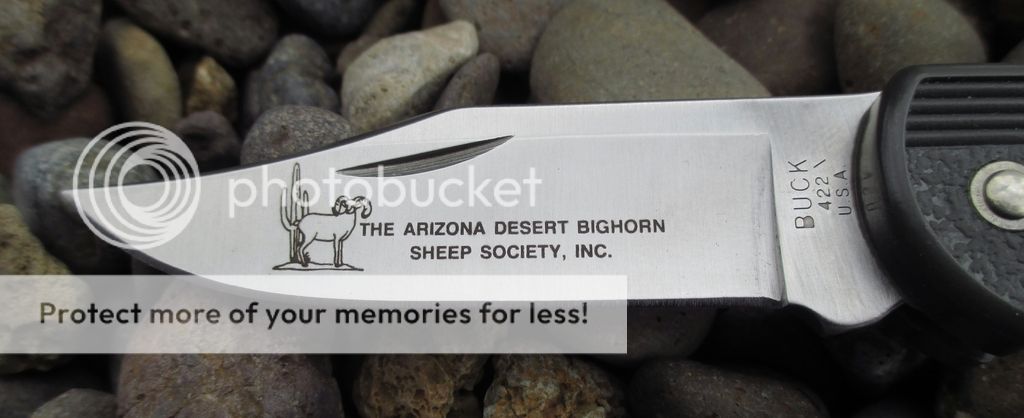 photobucket
THE ARIZONA DESERT BIGHORN
SHEEP SOCIETY, INC.
BUCK
422\
U.S.A.
Protect more of your memories for less!